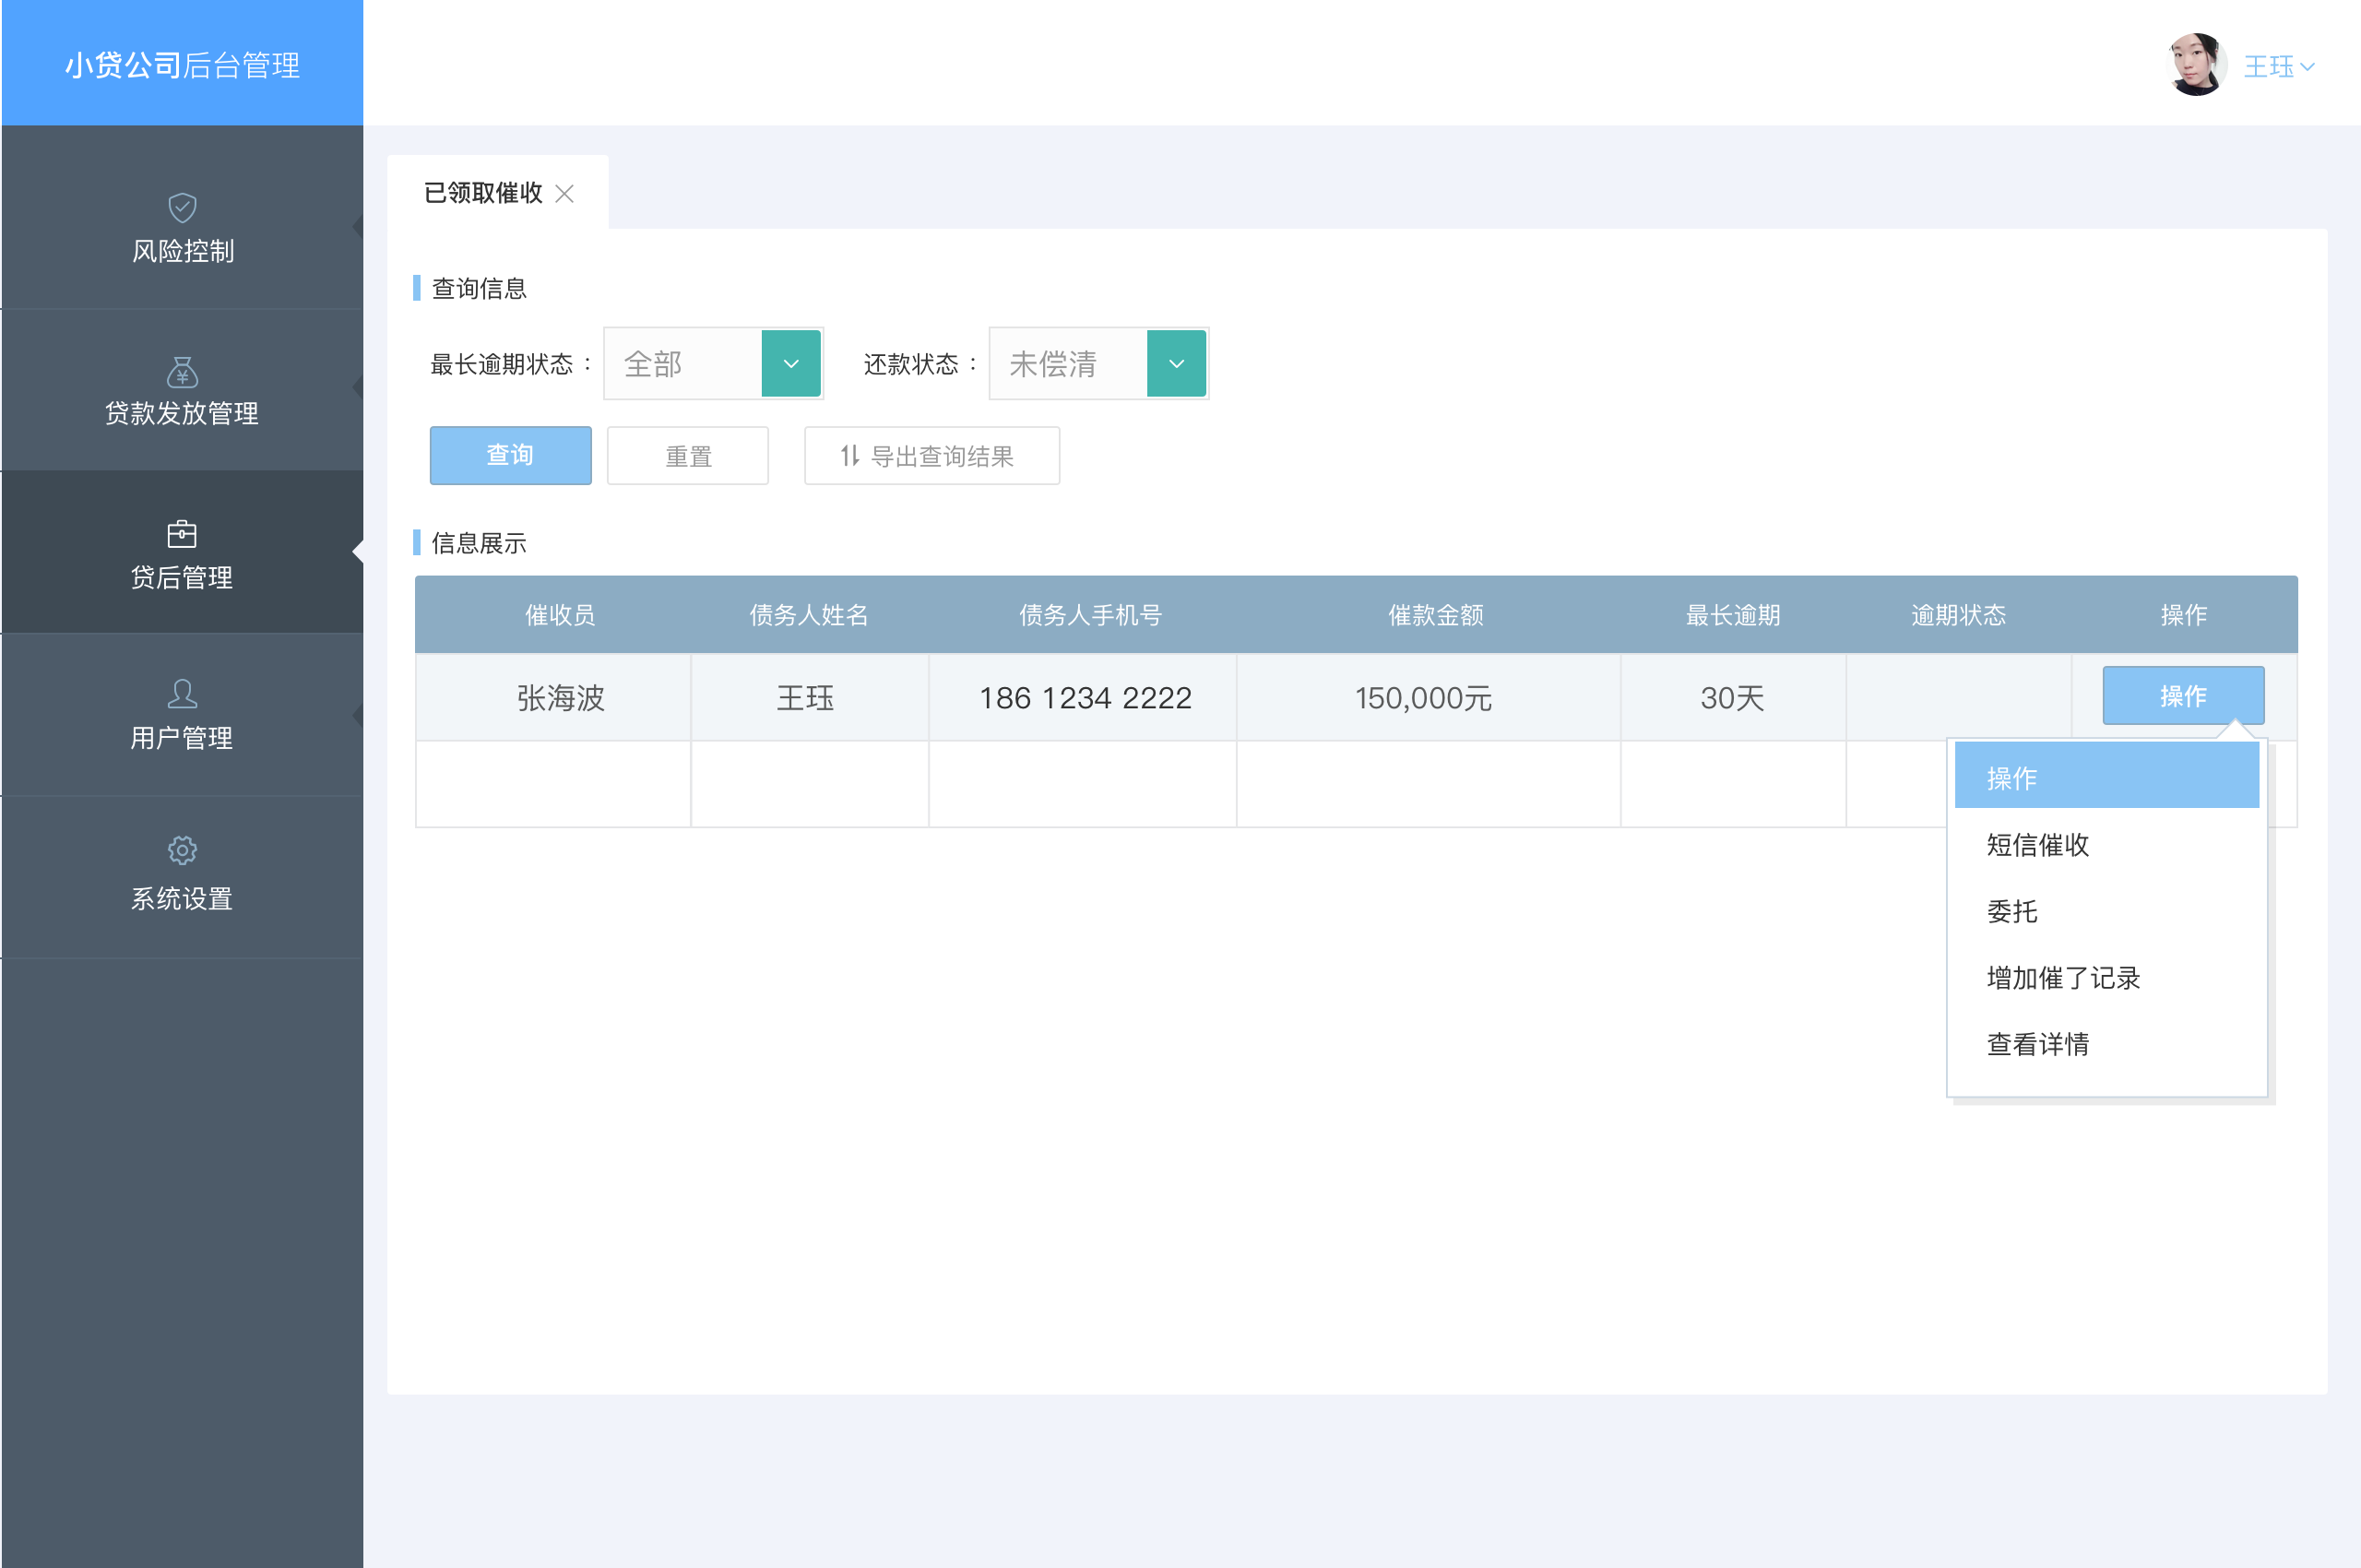 小贷公司后台管理
王珏
风险控制
贷款发放管理
贷后管理
用户管理
系统设置
已领取催收
查询信息
最长逾期状态： 全部 还款状态： 未偿清
查询 重置 导出查询结果
信息展示
催收员 债务人姓名 债务人手机号 催款金额 最长逾期 逾期状态 操作
张海波 王珏 186 1234 2222 150,000元 30天 操作
操作
短信催收
委托
增加催了记录
查看详情